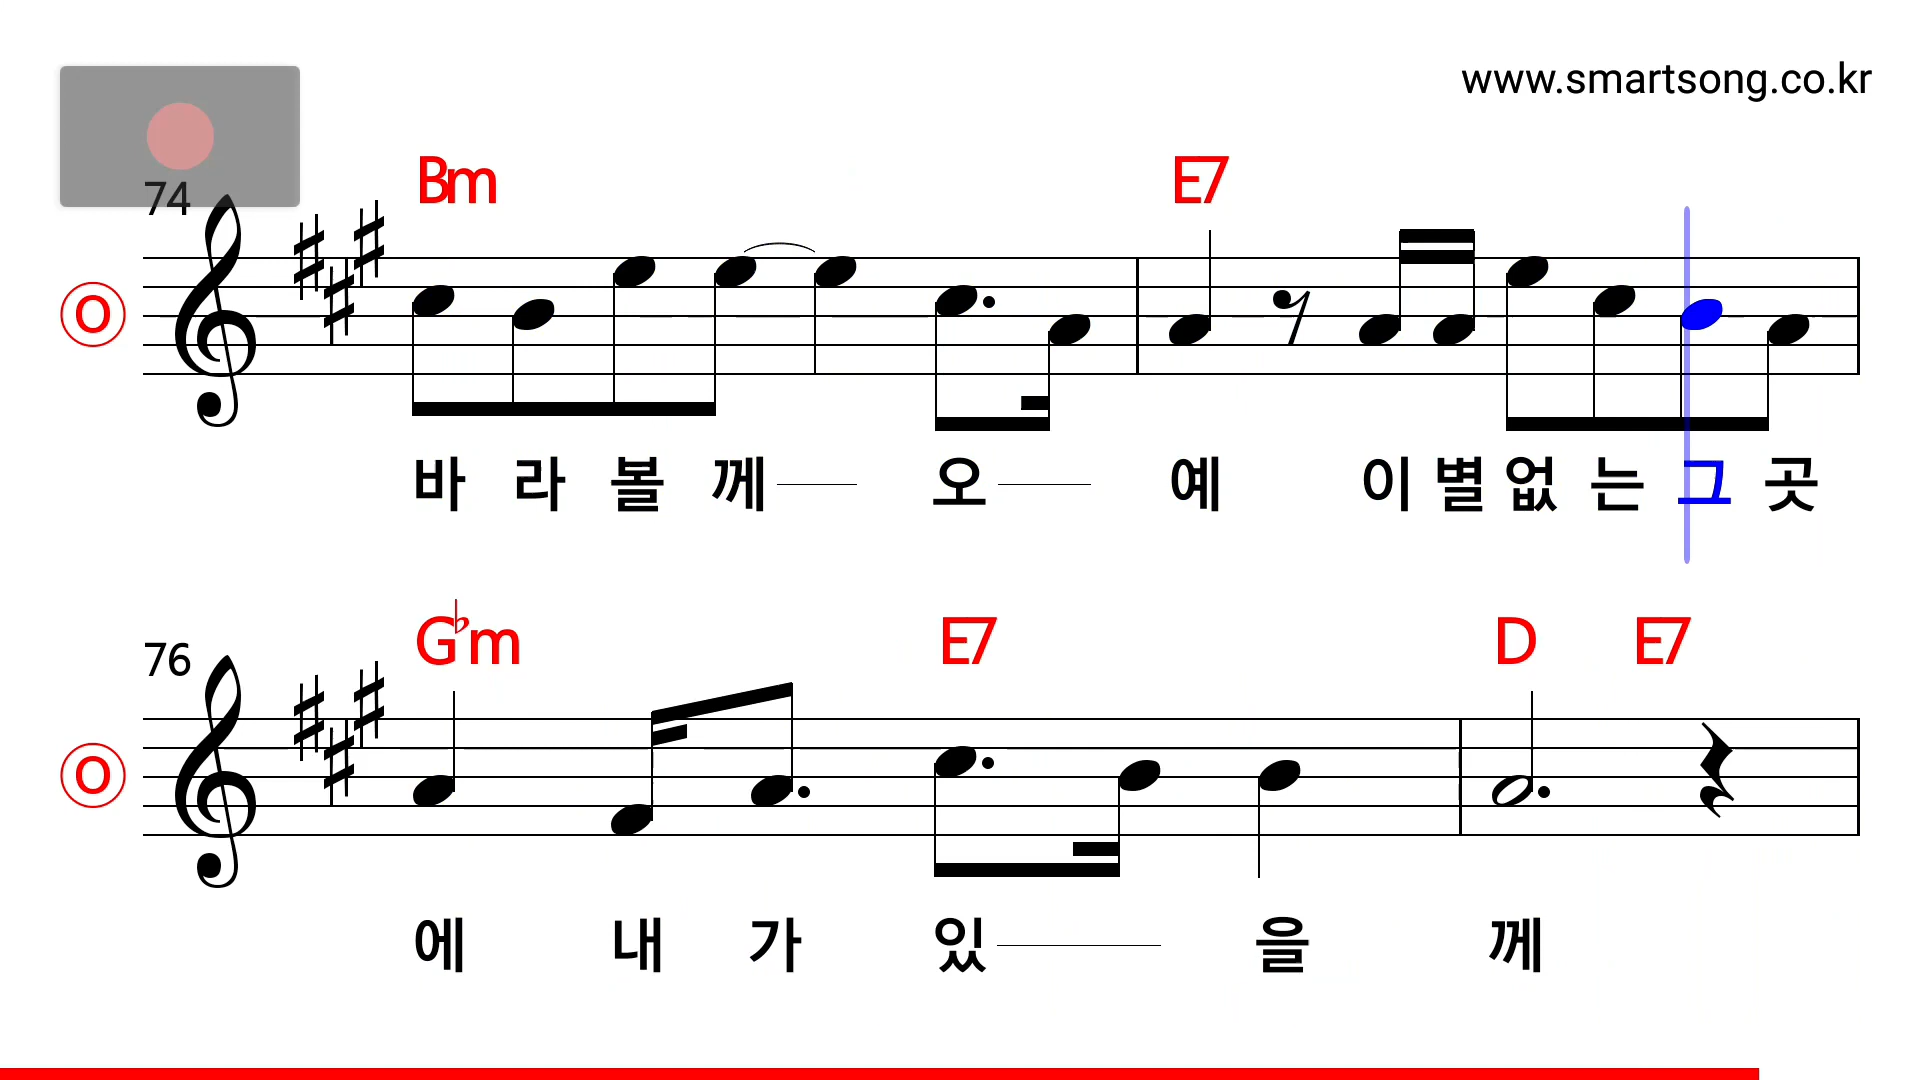 www.smartsong.co.kr
74
Bm E7
O
바 라 볼 께 오 예 이 별 없 는 그 곳
76
G♭m E7 D E7
O
에 내 가 있 을 께